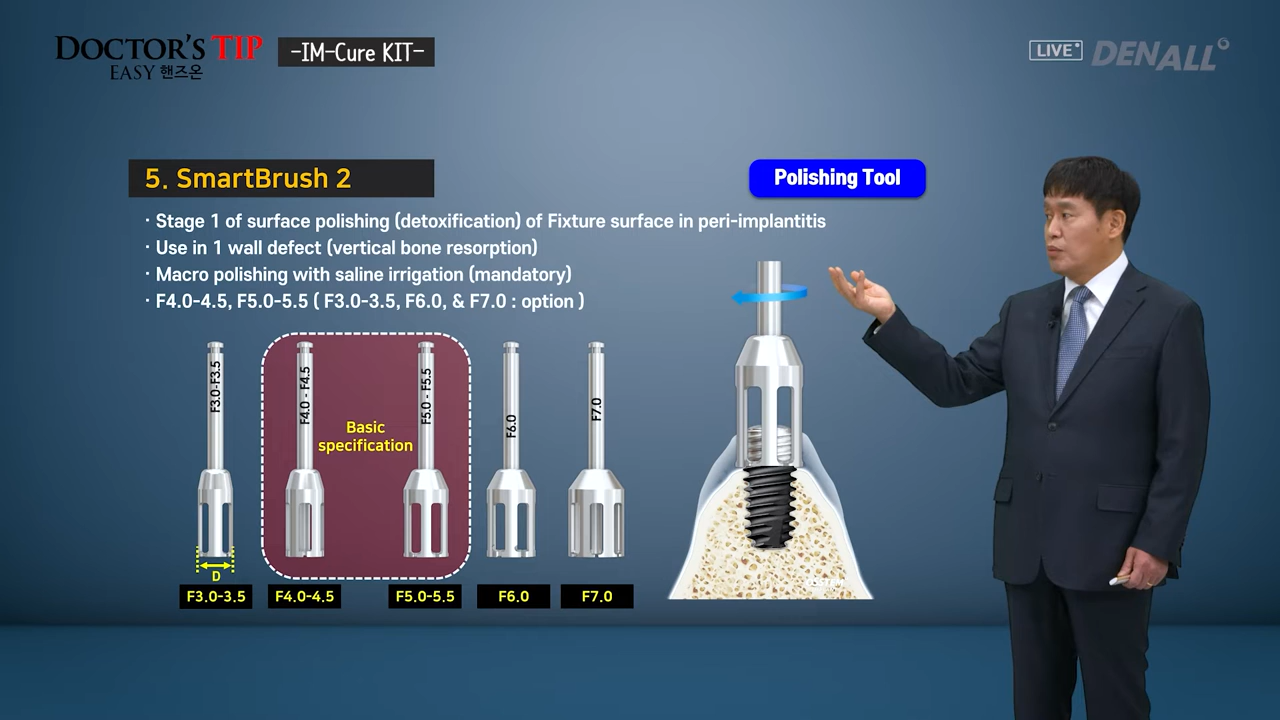 DOCTOR'S TIP
EASY 핸즈온
-IM-Cure KIT-
LIVE
DENALL
5. SmartBrush 2
Polishing Tool
· Stage 1 of surface polishing (detoxification) of Fixture surface in peri-implantitis
· Use in 1 wall defect (vertical bone resorption)
· Macro polishing with saline irrigation (mandatory)
· F4.0-4.5, F5.0-5.5 ( F3.0-3.5, F6.0, & F7.0 : option )
F3.0-F3.5
F4.0 - F4.5
F5.0 - F5.5
F6.0
F7.0
Basic
specification
D
F3.0-3.5
F4.0-4.5
F5.0-5.5
F6.0
F7.0